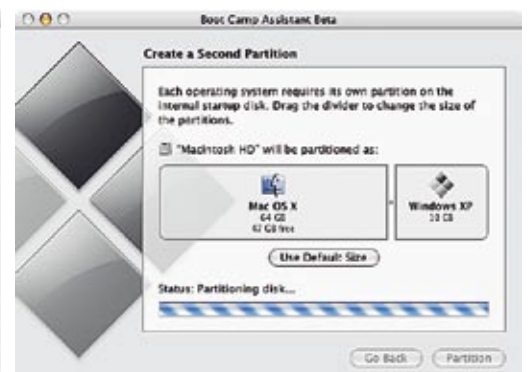 Boot Camp Assistant Beta
Create a Second Partition
Each operating system requires its own partition on the
internal startup disk. Drag the divider to change the size of
the partitions.
"Macintosh HD" will be partitioned as:
Mac OS X
64 GB
Windows XP
10 GB
Use Default Size
Status: Partitioning disk...
Go Back
Partition